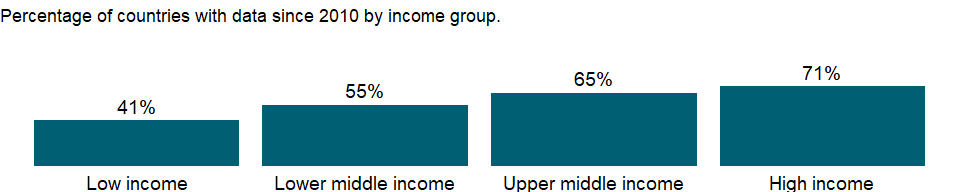 Percentage of countries with data since 2010 by income group.
41%
55%
65%
71%
Low income
Lower middle income
Upper middle income
High income